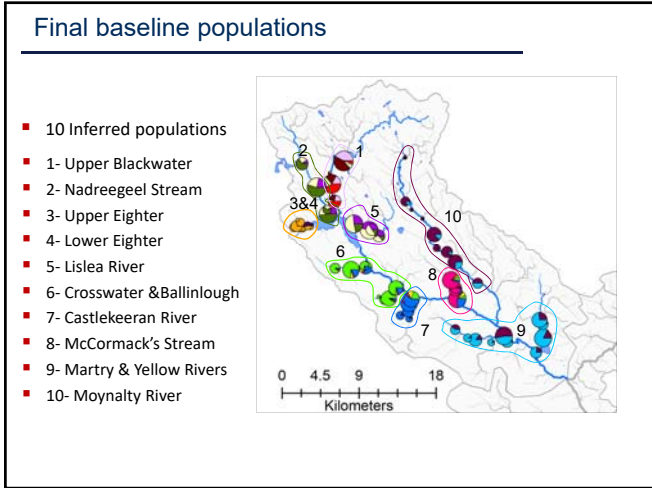 Final baseline populations
10 Inferred populations
1- Upper Blackwater
2- Nadreegeel Stream
3- Upper Eighter
4- Lower Eighter
5- Lislea River
6- Crosswater &Ballinlough
7- Castlekeeran River
8- McCormack's Stream
9- Martry & Yellow Rivers
10- Moynalty River
2
1
3&4
5
10
6
8
7
9
0 4.5 9 18
Kilometers